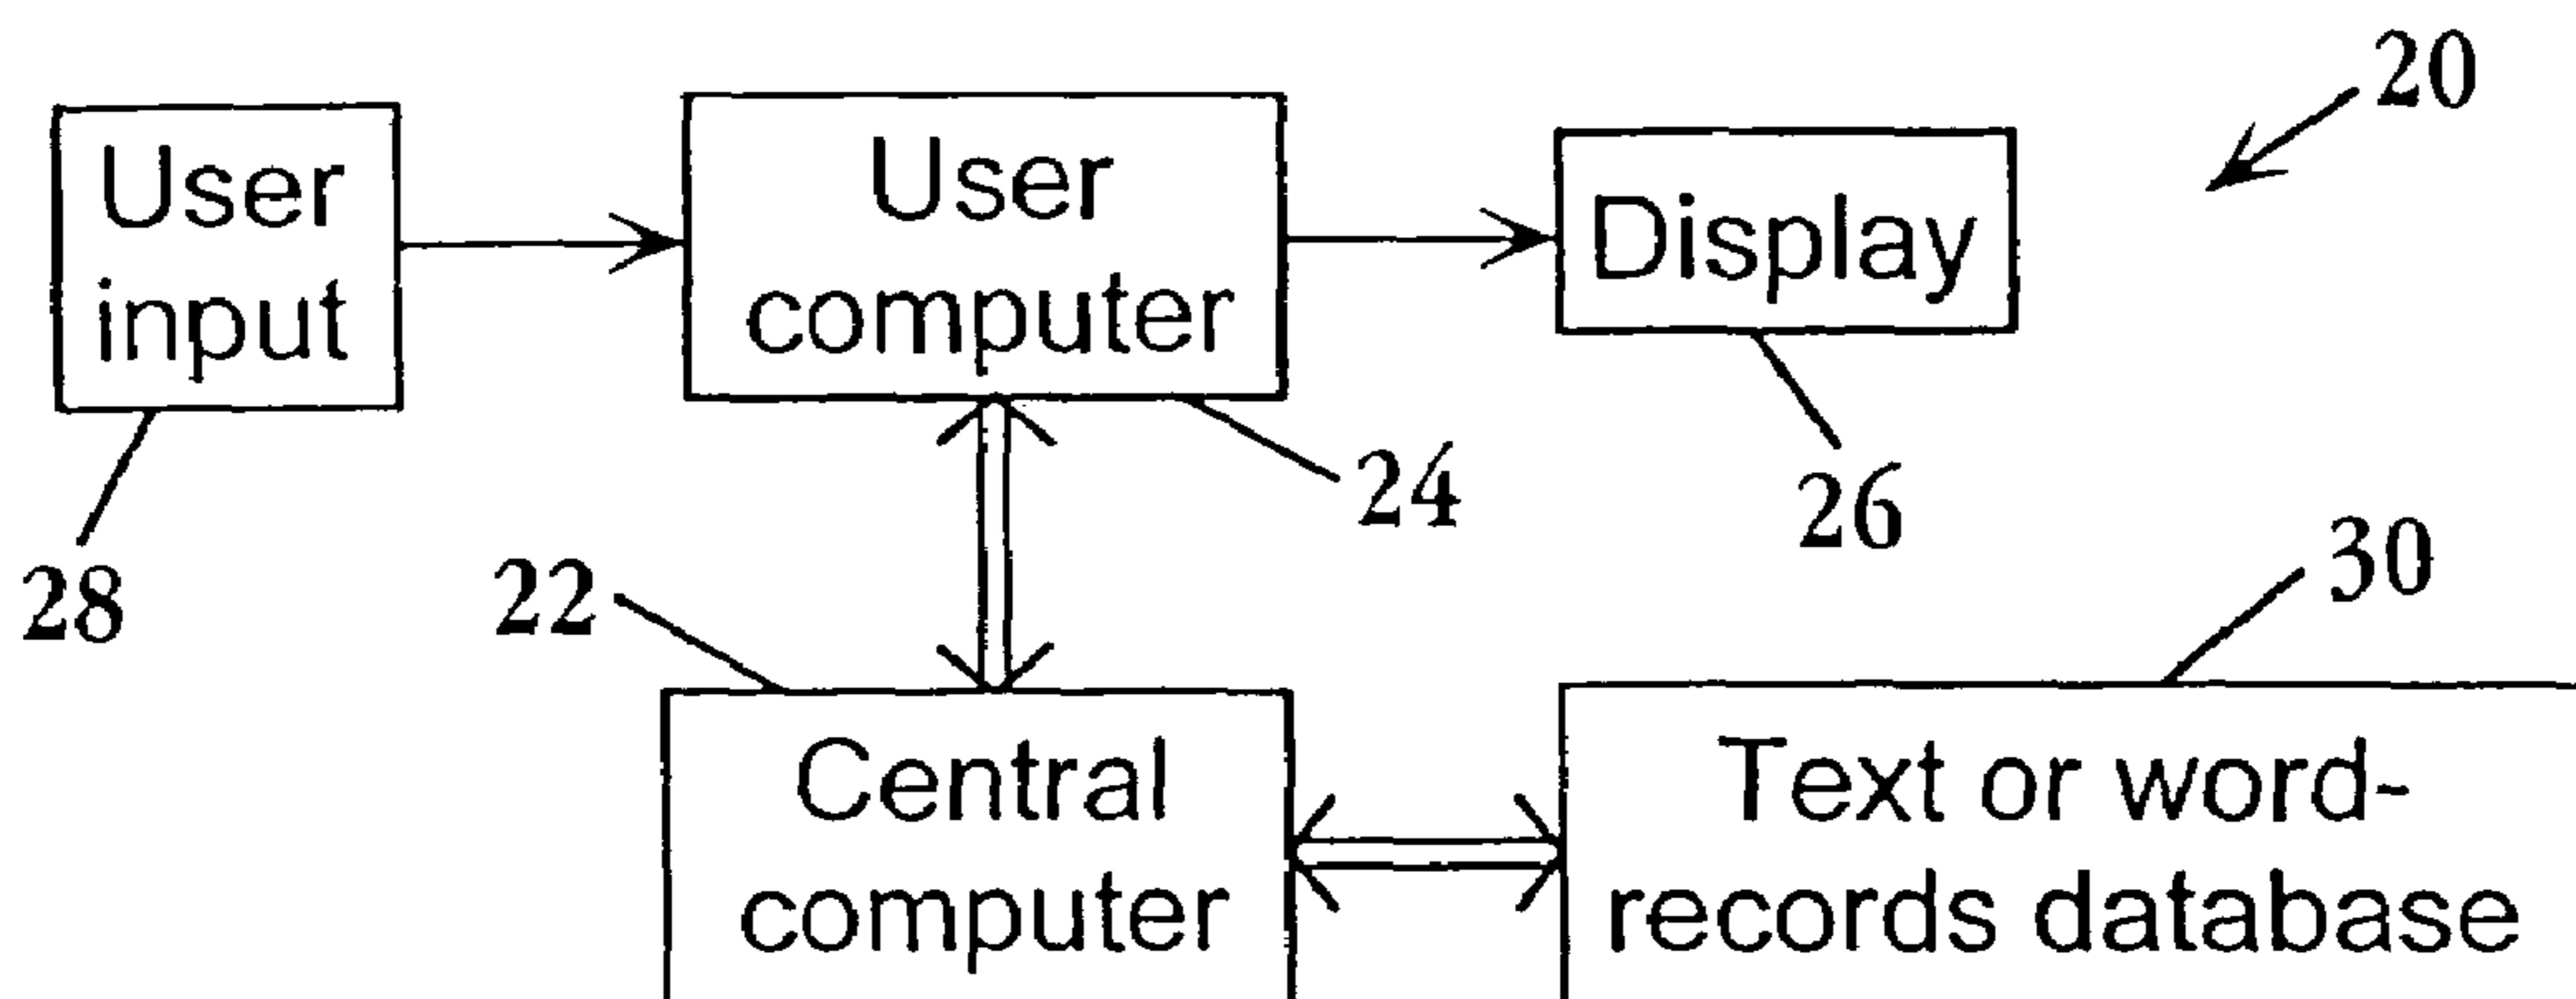 20
User
input
User
computer
Display
28
24
26
22
30
Central
computer
Text or word-
records database